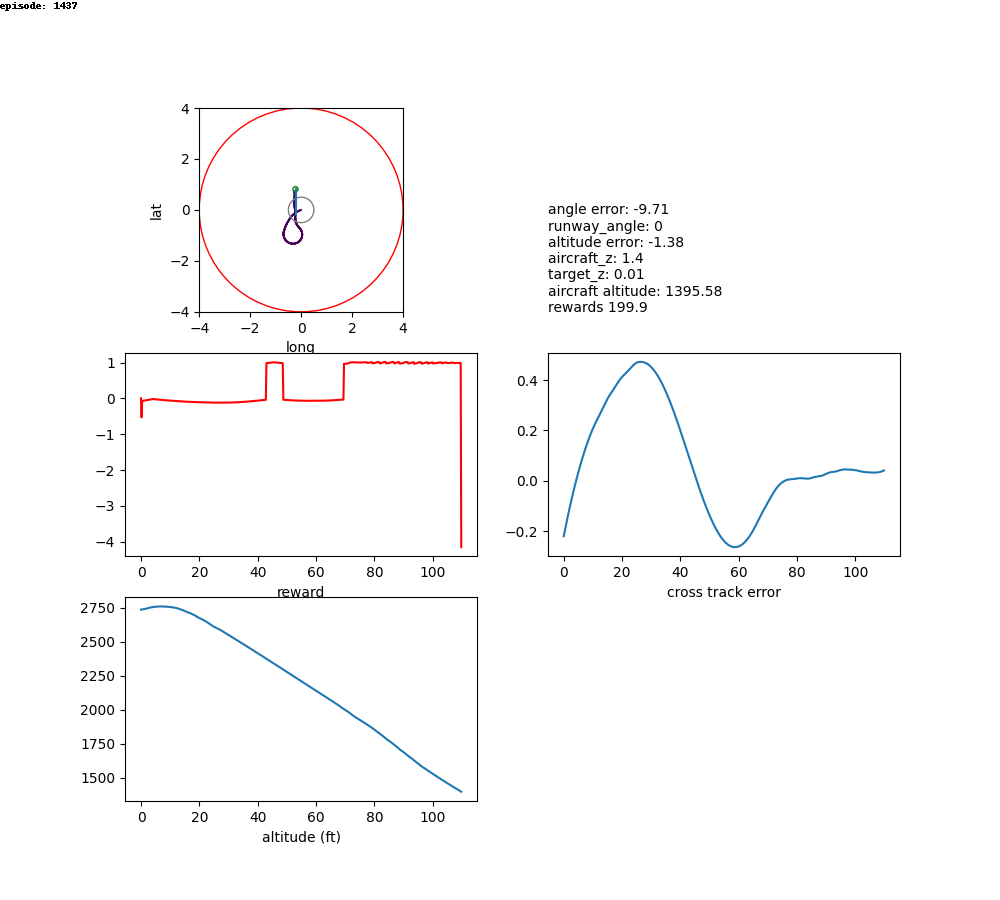 episode: 1437
4
2
0
−2
−4
lat
−4 −2 0 2 4
long
angle error: -9.71
runway_angle: 0
altitude error: -1.38
aircraft_z: 1.4
target_z: 0.01
aircraft altitude: 1395.58
rewards 199.9
1
0
−1
−2
−3
−4
0 20 40 60 80 100
reward
0.4
0.2
0.0
−0.2
0 20 40 60 80 100
cross track error
2750
2500
2250
2000
1750
1500
0 20 40 60 80 100
altitude (ft)